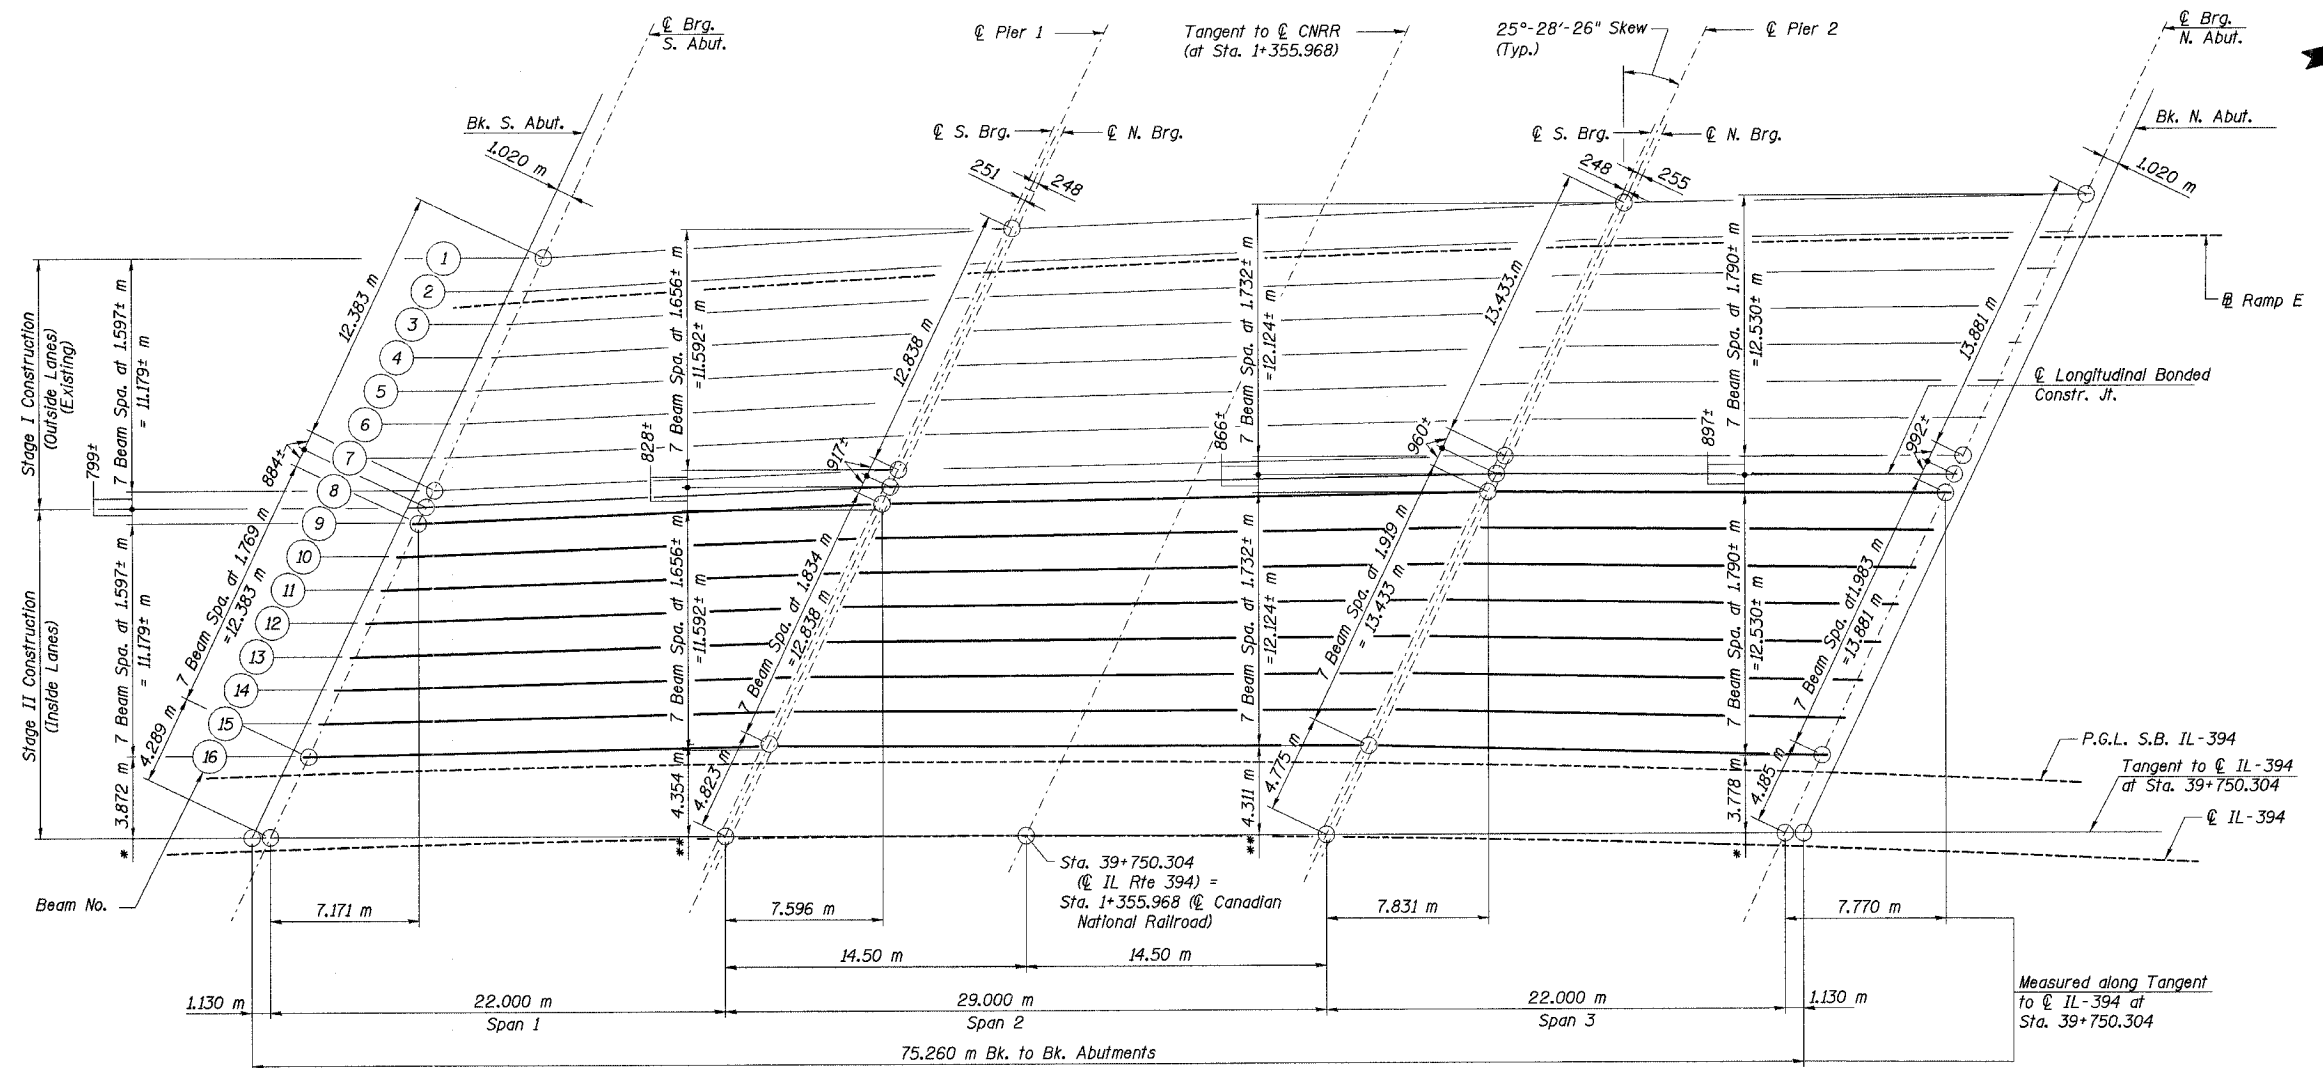 ℄ Brg.
S. Abut.
℄ Pier 1
Tangent to ℄ CNRR
(at Sta. 1+355.968)
25°-28'-26" Skew
(Typ.)
℄ Pier 2
℄ Brg.
N. Abut.
Bk. S. Abut.
1.020 m
℄ S. Brg.
℄ N. Brg.
251
248
℄ S. Brg.
℄ N. Brg.
248
255
Bk. N. Abut.
1.020 m
Stage I Construction
(Outside Lanes)
(Existing)
7 Beam Spa. at 1.597± m
= 11.179± m
12.383 m
1
2
3
4
5
6
7
8
9
10
11
12
13
14
15
16
7 Beam Spa. at 1.656± m
=11.592± m
12.838 m
7 Beam Spa. at 1.732± m
=12.124± m
13.433 m
7 Beam Spa. at 1.790± m
=12.530± m
13.881 m
℄ Ramp E
℄ Longitudinal Bonded
Constr. Jt.
799±
884±
828±
917±
866±
960±
897±
992±
Stage II Construction
(Inside Lanes)
7 Beam Spa. at 1.597± m
= 11.179± m
7 Beam Spa. at 1.769 m
=12.383 m
7 Beam Spa. at 1.656± m
=11.592± m
7 Beam Spa. at 1.834 m
=12.838 m
7 Beam Spa. at 1.732± m
=12.124± m
7 Beam Spa. at 1.919 m
= 13.433 m
7 Beam Spa. at 1.790± m
=12.530± m
7 Beam Spa. at 1.983 m
=13.881 m
* 3.872 m
4.289 m
** 4.354 m
4.823 m
** 4.311 m
4.775 m
* 3.778 m
4.185 m
P.G.L. S.B. IL-394
Tangent to ℄ IL-394
at Sta. 39+750.304
℄ IL-394
Beam No.
Sta. 39+750.304
(℄ IL Rte 394) =
Sta. 1+355.968 (℄ Canadian
National Railroad)
7.171 m
7.596 m
7.831 m
7.770 m
14.50 m
14.50 m
Measured along Tangent
to ℄ IL-394 at
Sta. 39+750.304
1.130 m
22.000 m
Span 1
29.000 m
Span 2
22.000 m
Span 3
1.130 m
75.260 m Bk. to Bk. Abutments